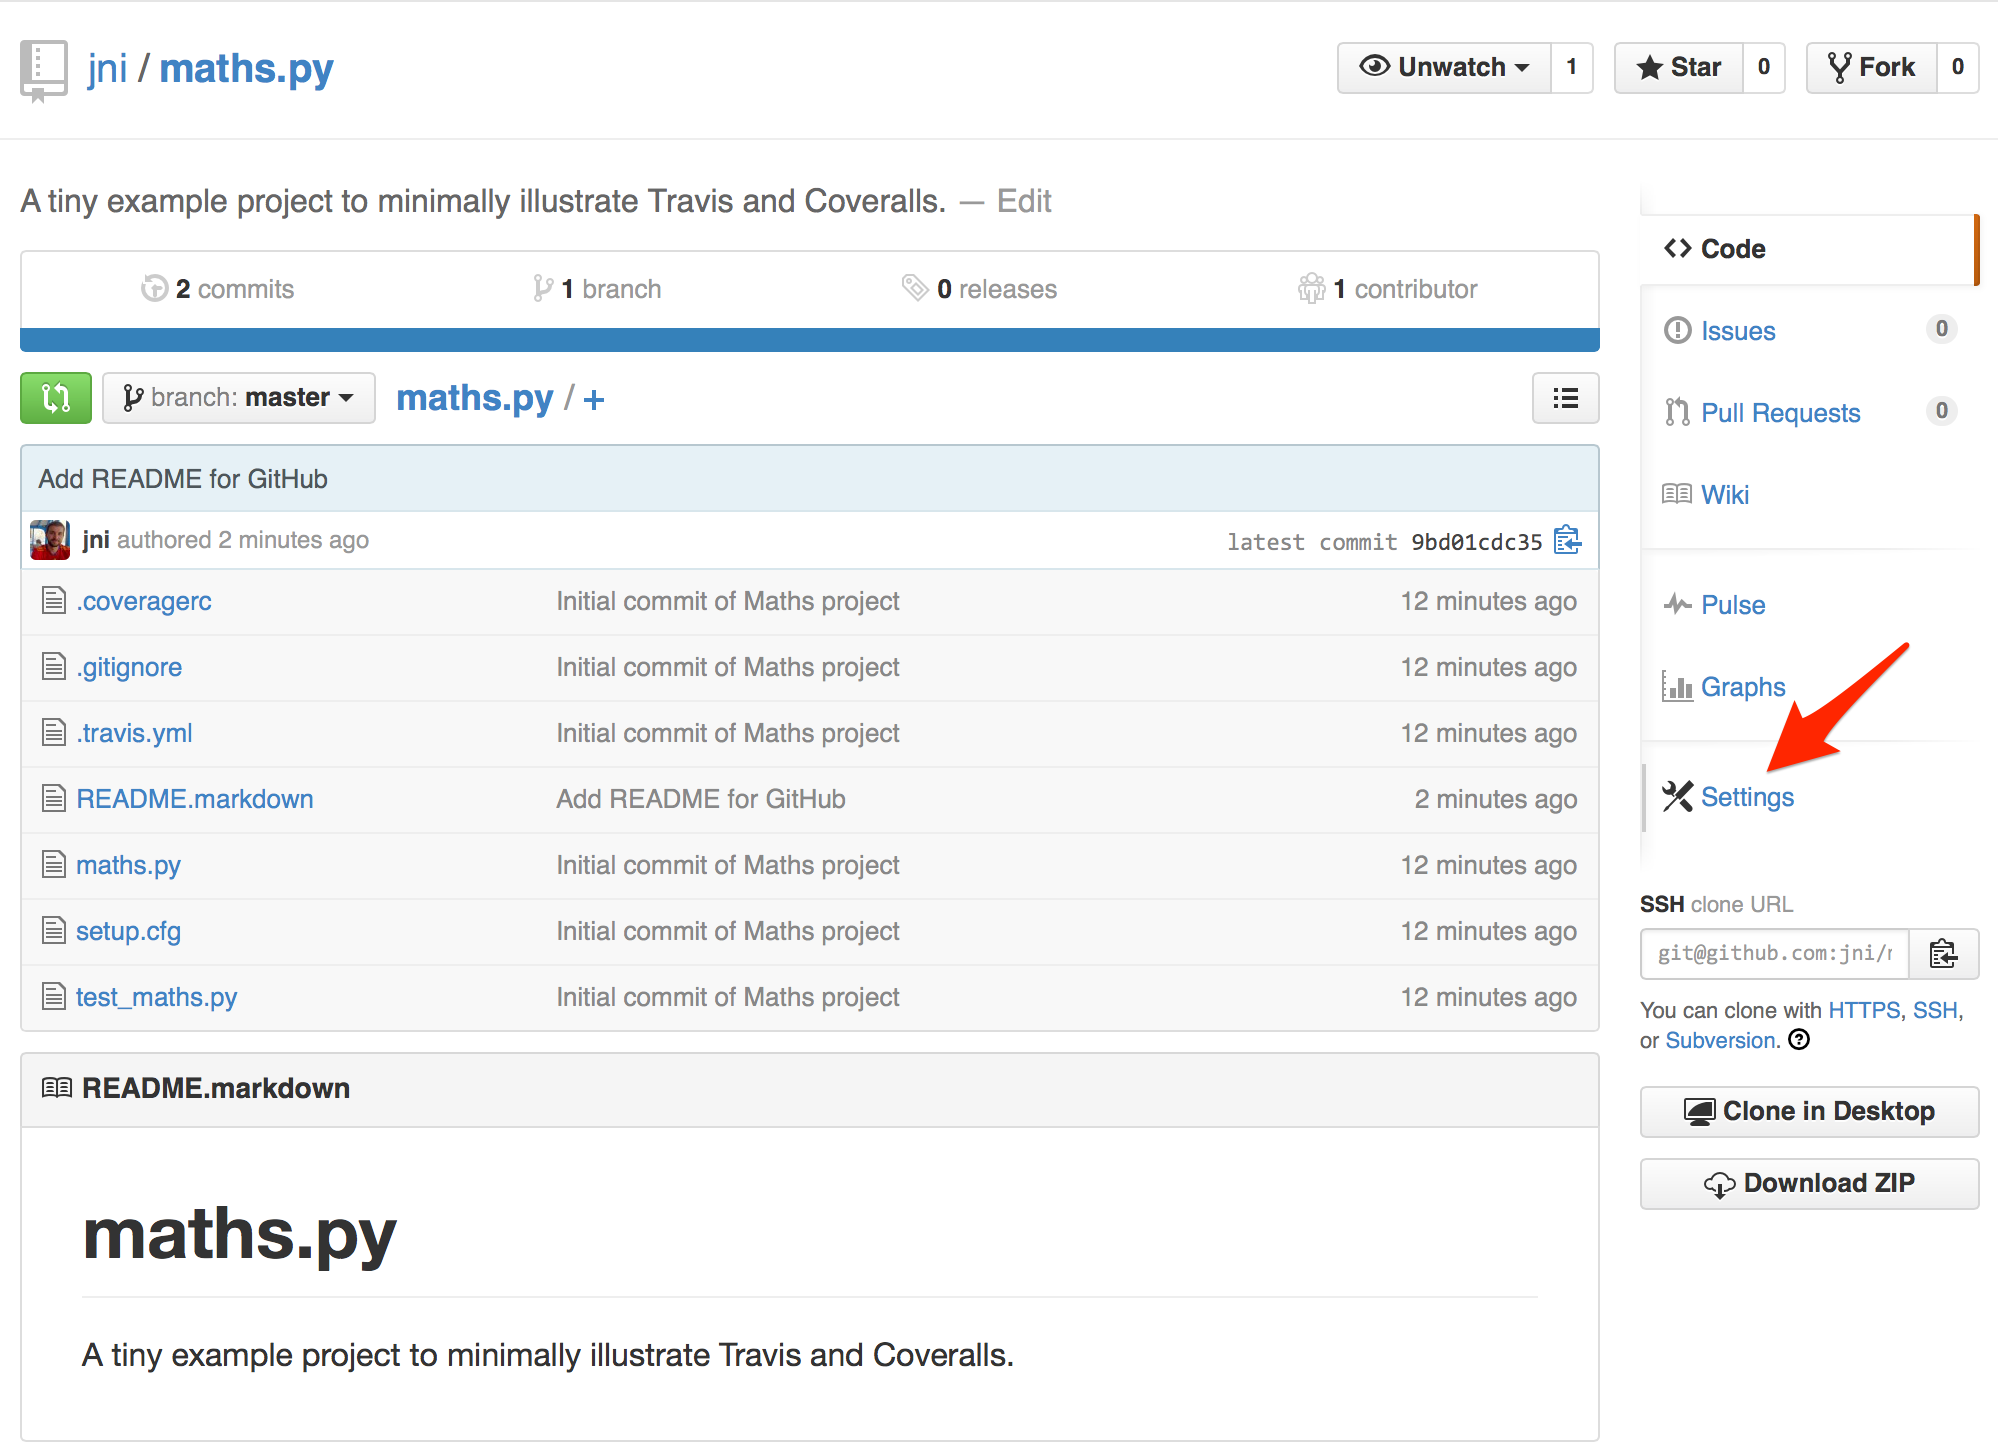 jni / maths.py
Unwatch 1 Star 0 Fork 0
A tiny example project to minimally illustrate Travis and Coveralls. — Edit
2 commits 1 branch 0 releases 1 contributor
branch: master maths.py / +
Add README for GitHub
jni authored 2 minutes ago latest commit 9bd01cdc35
.coveragerc Initial commit of Maths project 12 minutes ago
.gitignore Initial commit of Maths project 12 minutes ago
.travis.yml Initial commit of Maths project 12 minutes ago
README.markdown Add README for GitHub 2 minutes ago
maths.py Initial commit of Maths project 12 minutes ago
setup.cfg Initial commit of Maths project 12 minutes ago
test_maths.py Initial commit of Maths project 12 minutes ago
README.markdown
maths.py
A tiny example project to minimally illustrate Travis and Coveralls.
Code
Issues 0
Pull Requests 0
Wiki
Pulse
Graphs
Settings
SSH clone URL
git@github.com:jni/
You can clone with HTTPS, SSH,
or Subversion.
Clone in Desktop
Download ZIP